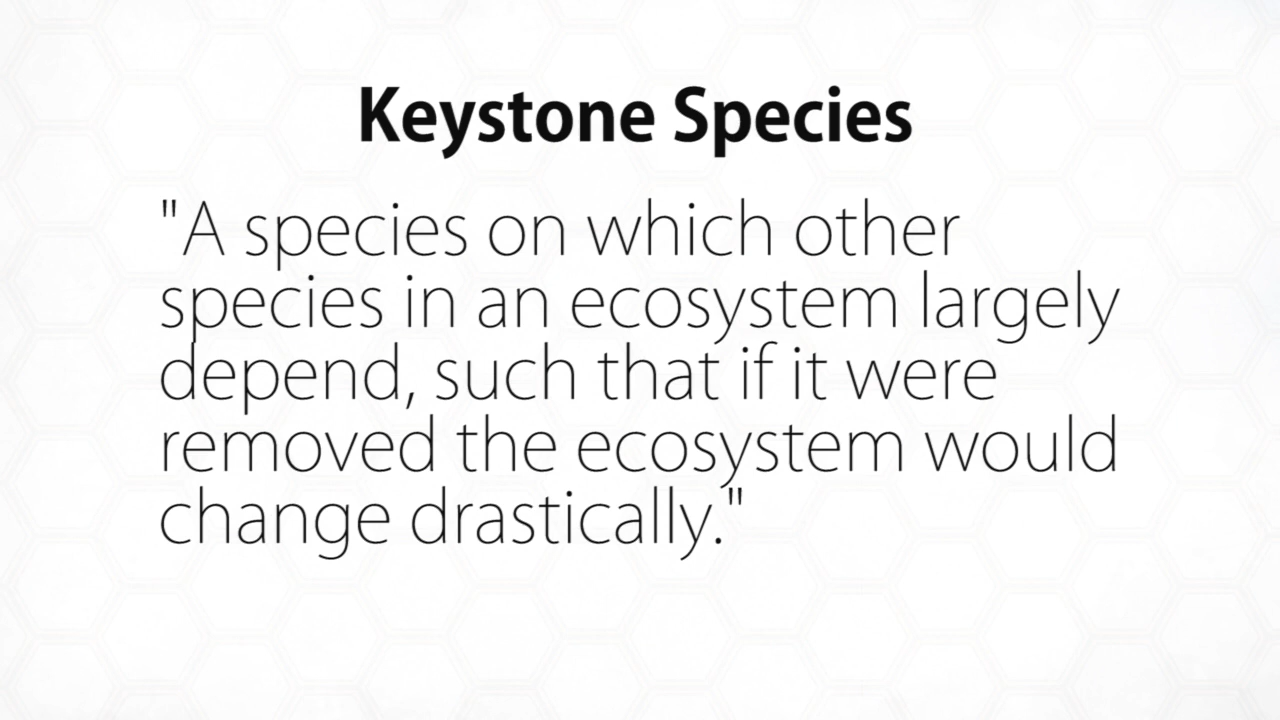 Keystone Species
"A species on which other
species in an ecosystem largely
depend, such that if it were
removed the ecosystem would
change drastically."